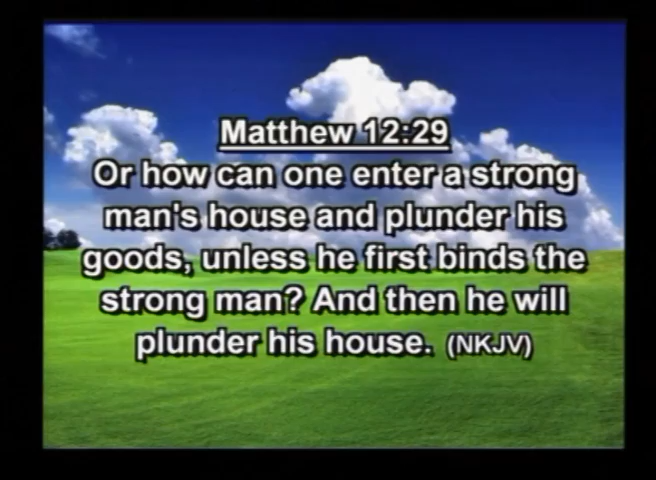 Matthew 12:29
Or how can one enter a strong
man's house and plunder his
goods, unless he first binds the
strong man? And then he will
plunder his house. (NKJV)